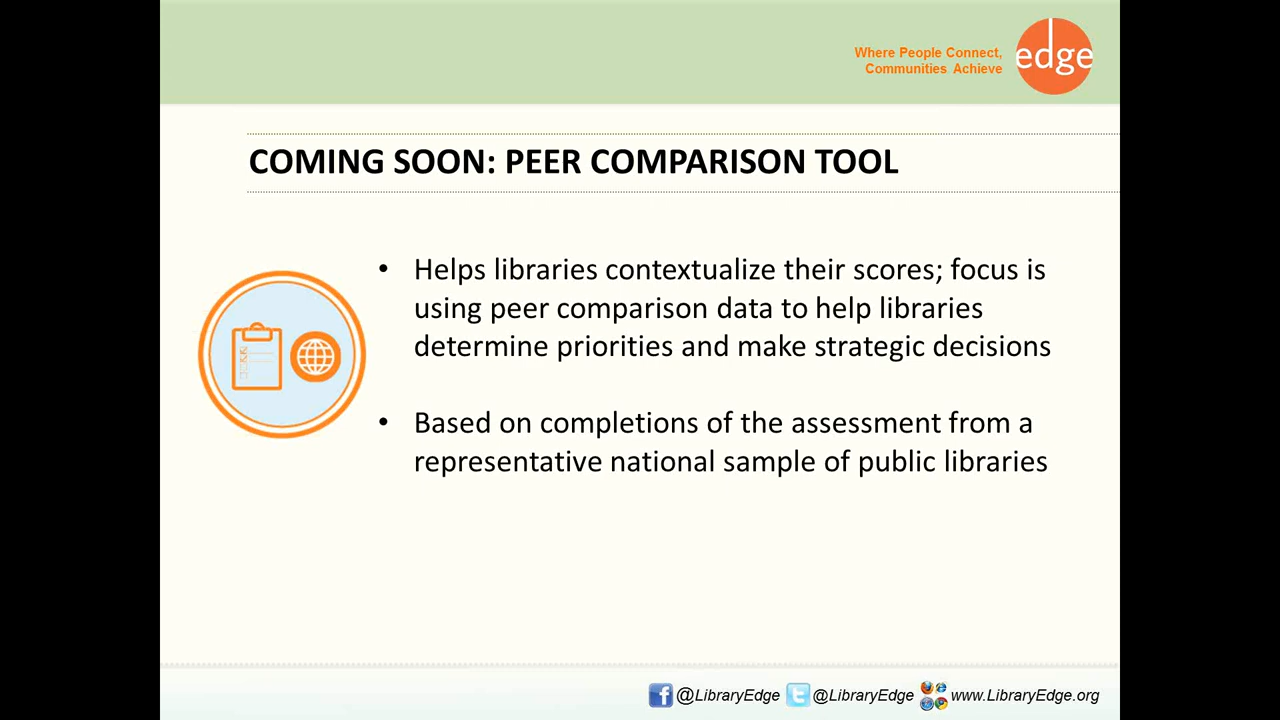 Where People Connect,
Communities Achieve
edge
COMING SOON: PEER COMPARISON TOOL
• Helps libraries contextualize their scores; focus is
using peer comparison data to help libraries
determine priorities and make strategic decisions
• Based on completions of the assessment from a
representative national sample of public libraries
@LibraryEdge @LibraryEdge www.LibraryEdge.org